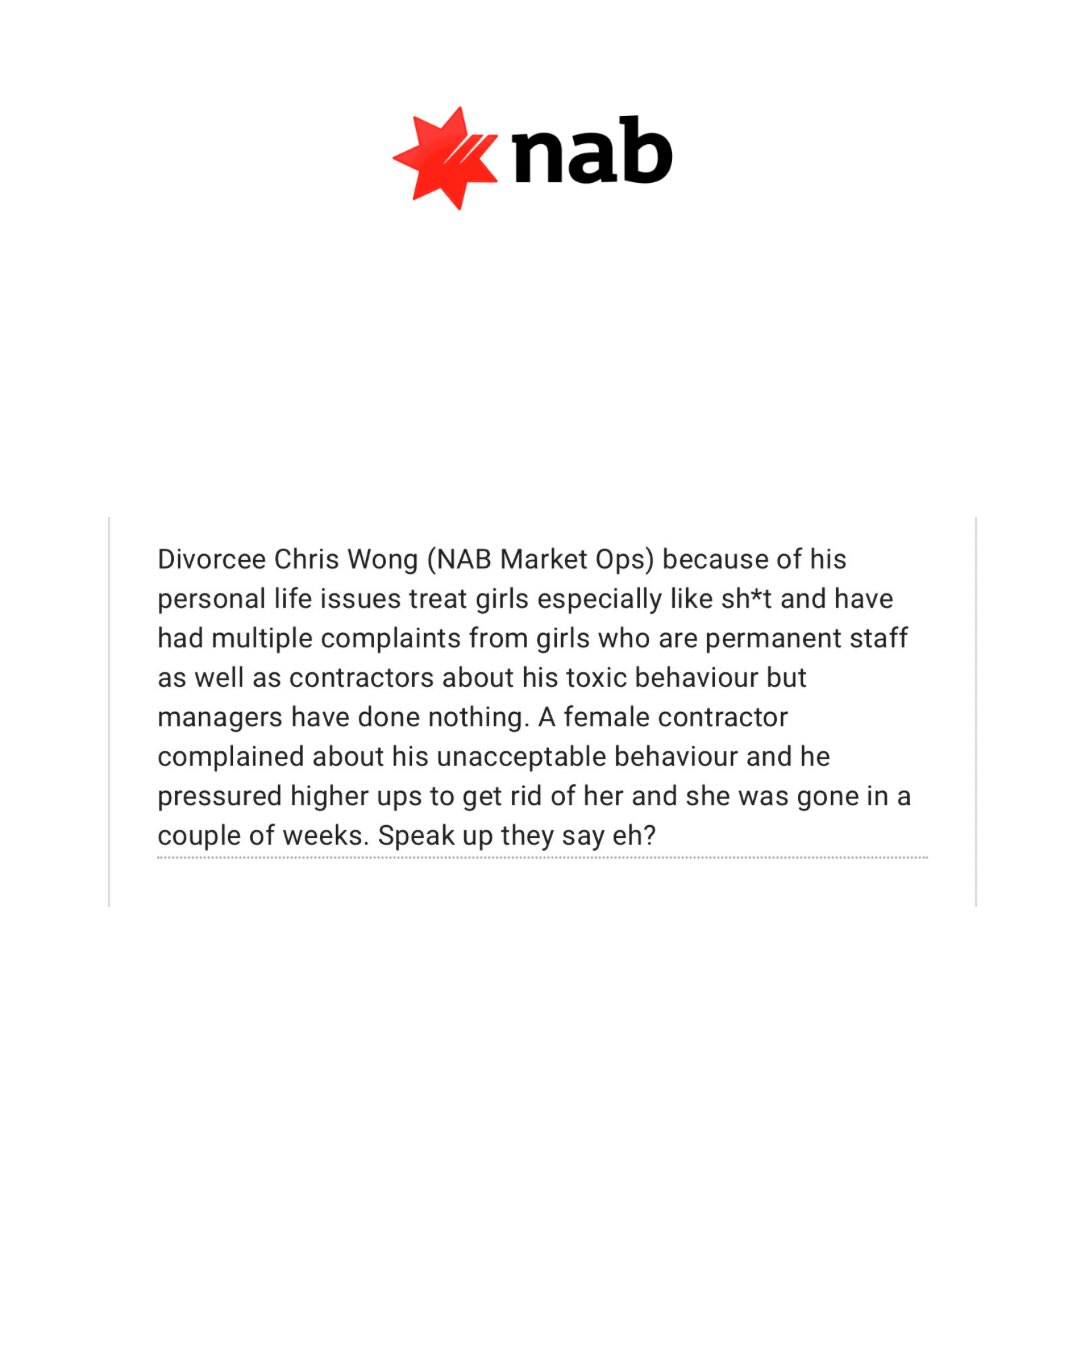 nab
Divorcee Chris Wong (NAB Market Ops) because of his
personal life issues treat girls especially like sh*t and have
had multiple complaints from girls who are permanent staff
as well as contractors about his toxic behaviour but
managers have done nothing. A female contractor
complained about his unacceptable behaviour and he
pressured higher ups to get rid of her and she was gone in a
couple of weeks. Speak up they say eh?